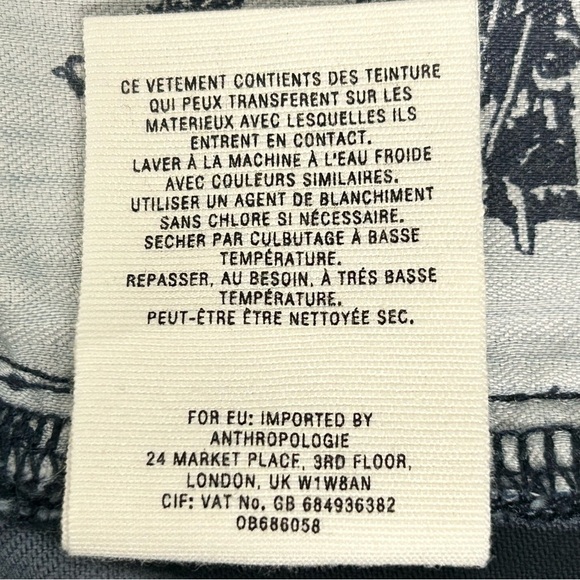 CE VETEMENT CONTIENTS DES TEINTURE
QUI PEUX TRANSFERENT SUR LES
MATERIEUX AVEC LESQUELLES ILS
ENTRENT EN CONTACT.
LAVER À LA MACHINE À L'EAU FROIDE
AVEC COULEURS SIMILAIRES.
UTILISER UN AGENT DE BLANCHIMENT
SANS CHLORE SI NÉCESSAIRE.
SECHER PAR CULBUTAGE À BASSE
TEMPÉRATURE.
REPASSER, AU BESOIN, À TRÉS BASSE
TEMPÉRATURE.
PEUT-ÊTRE ÊTRE NETTOYÉE SEC.
FOR EU: IMPORTED BY
ANTHROPOLOGIE
24 MARKET PLACE, 3RD FLOOR,
LONDON, UK W1W8AN
CIF: VAT No. GB 684936382
OB686058